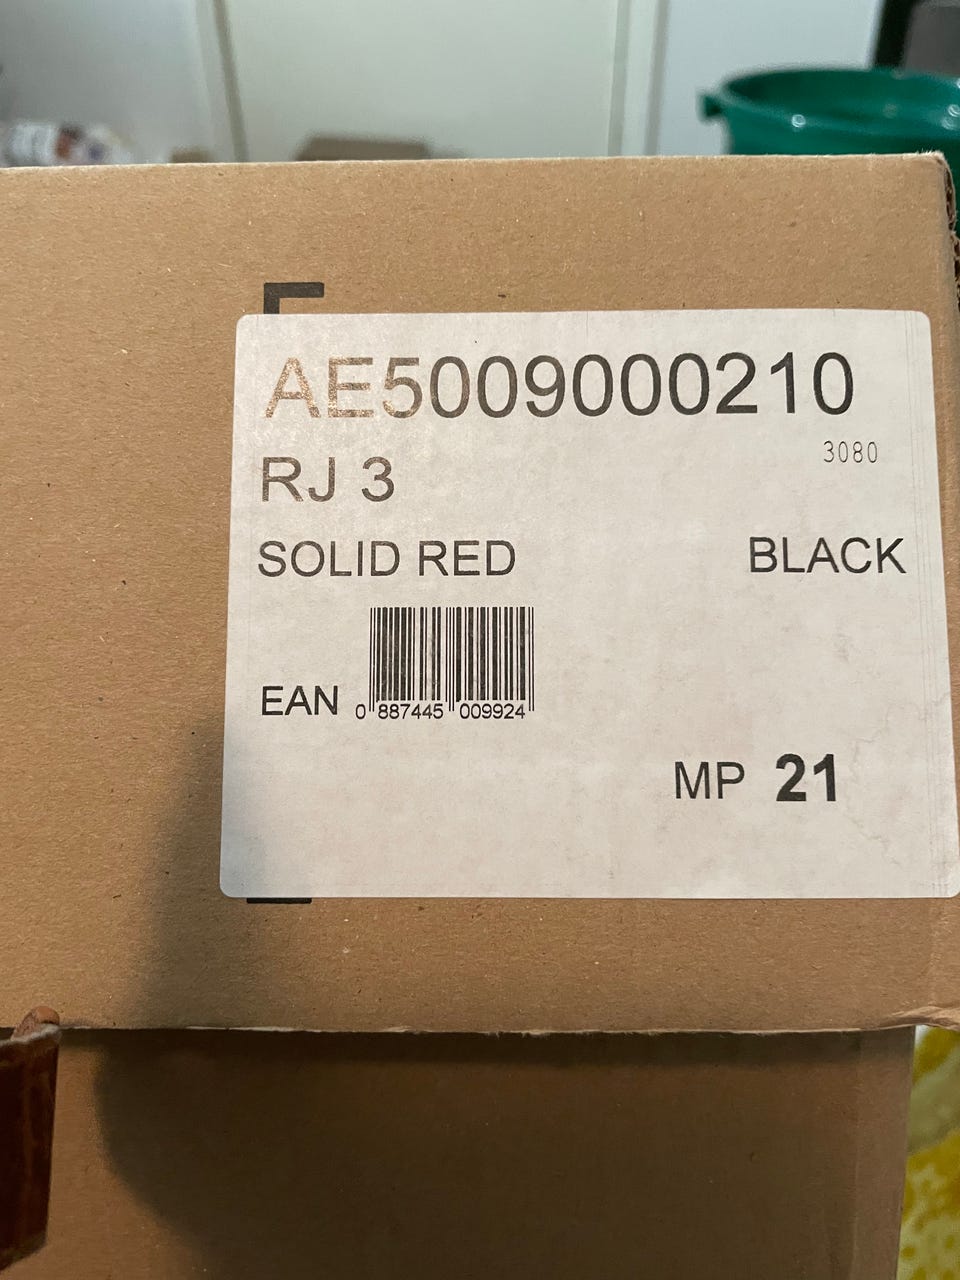 AE5009000210
3080
RJ 3
SOLID RED BLACK
EAN 0 887445 009924
MP 21